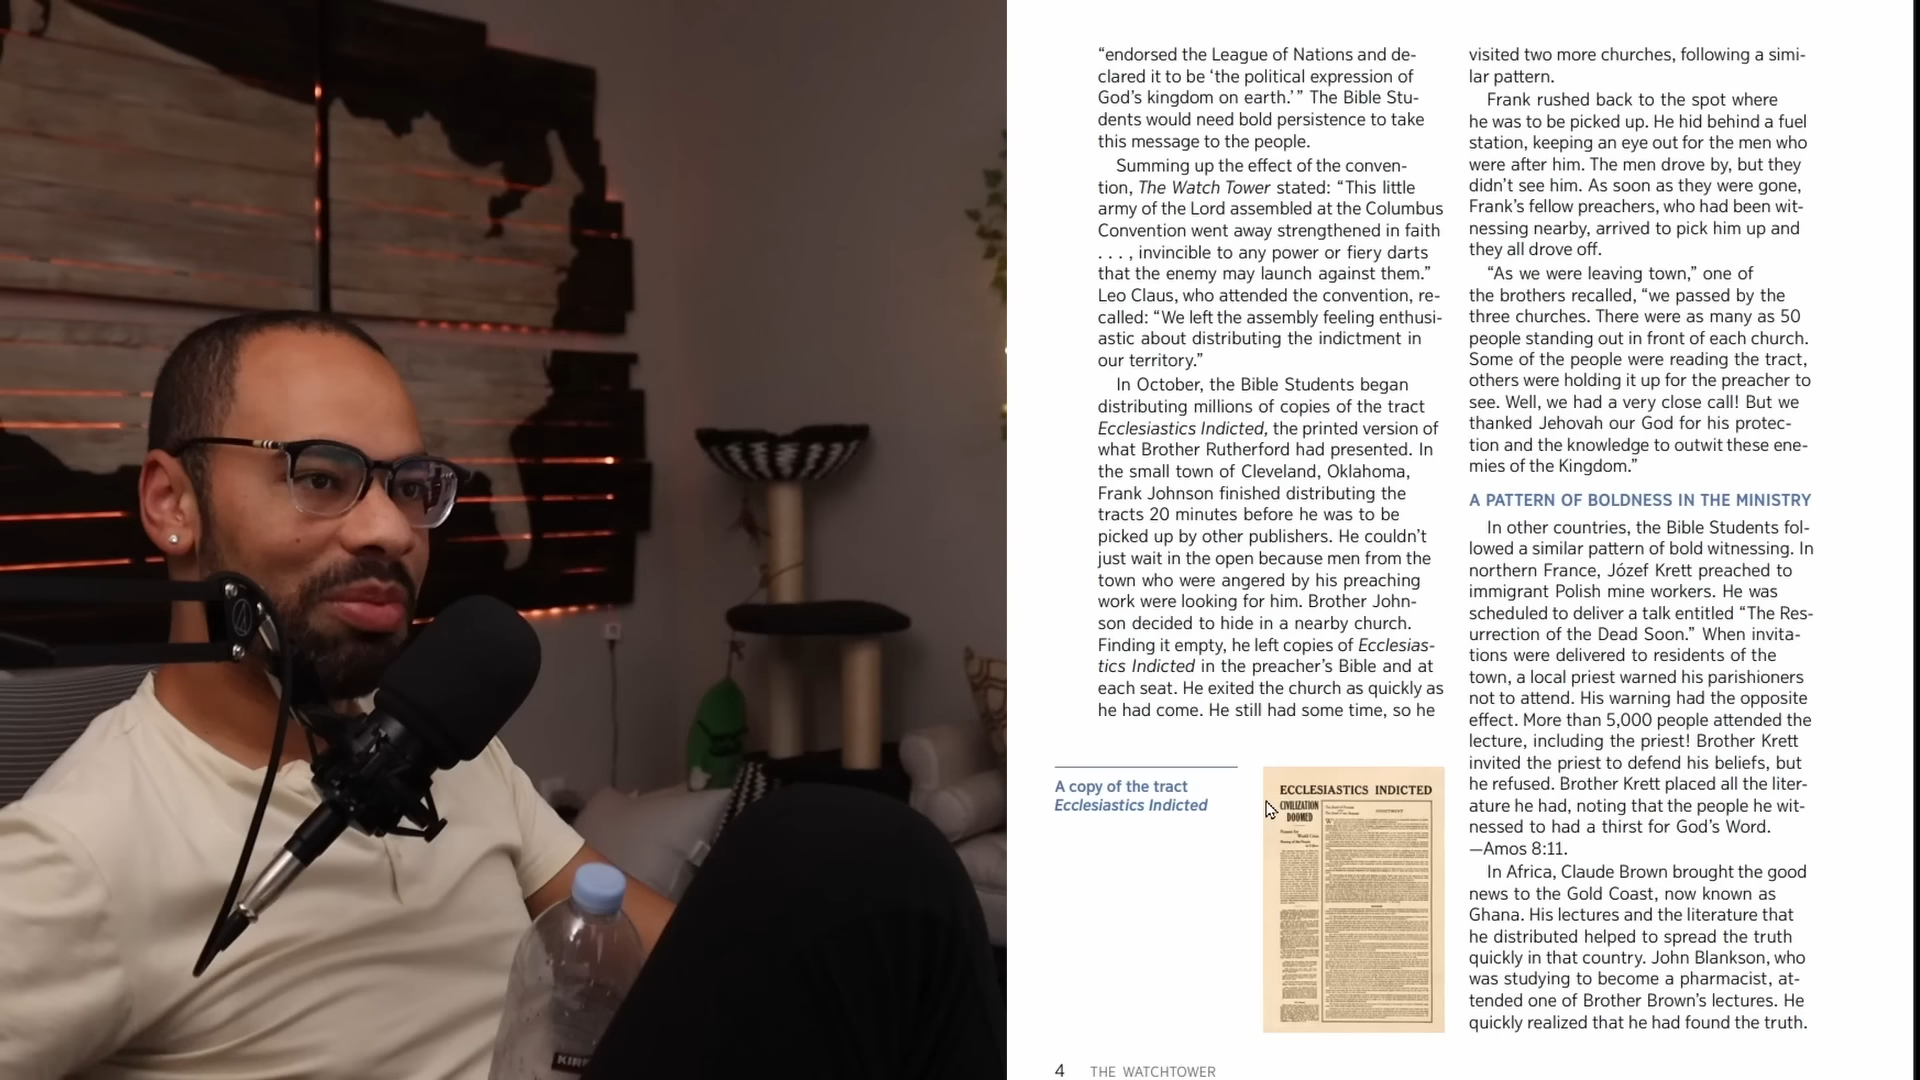 “endorsed the League of Nations and de-
clared it to be ‘the political expression of
God’s kingdom on earth.’” The Bible Stu-
dents would need bold persistence to take
this message to the people.
Summing up the effect of the conven-
tion, The Watch Tower stated: “This little
army of the Lord assembled at the Columbus
Convention went away strengthened in faith
. . . , invincible to any power or fiery darts
that the enemy may launch against them.”
Leo Claus, who attended the convention, re-
called: “We left the assembly feeling enthusi-
astic about distributing the indictment in
our territory.”
In October, the Bible Students began
distributing millions of copies of the tract
Ecclesiastics Indicted, the printed version of
what Brother Rutherford had presented. In
the small town of Cleveland, Oklahoma,
Frank Johnson finished distributing the
tracts 20 minutes before he was to be
picked up by other publishers. He couldn’t
just wait in the open because men from the
town who were angered by his preaching
work were looking for him. Brother John-
son decided to hide in a nearby church.
Finding it empty, he left copies of Ecclesias-
tics Indicted in the preacher’s Bible and at
each seat. He exited the church as quickly as
he had come. He still had some time, so he
visited two more churches, following a simi-
lar pattern.
Frank rushed back to the spot where
he was to be picked up. He hid behind a fuel
station, keeping an eye out for the men who
were after him. The men drove by, but they
didn’t see him. As soon as they were gone,
Frank’s fellow preachers, who had been wit-
nessing nearby, arrived to pick him up and
they all drove off.
“As we were leaving town,” one of
the brothers recalled, “we passed by the
three churches. There were as many as 50
people standing out in front of each church.
Some of the people were reading the tract,
others were holding it up for the preacher to
see. Well, we had a very close call! But we
thanked Jehovah our God for his protec-
tion and the knowledge to outwit these ene-
mies of the Kingdom.”
A PATTERN OF BOLDNESS IN THE MINISTRY
In other countries, the Bible Students fol-
lowed a similar pattern of bold witnessing. In
northern France, Józef Krett preached to
immigrant Polish mine workers. He was
scheduled to deliver a talk entitled “The Res-
urrection of the Dead Soon.” When invita-
tions were delivered to residents of the
town, a local priest warned his parishioners
not to attend. His warning had the opposite
effect. More than 5,000 people attended the
lecture, including the priest! Brother Krett
invited the priest to defend his beliefs, but
he refused. Brother Krett placed all the liter-
ature he had, noting that the people he wit-
nessed to had a thirst for God’s Word.
—Amos 8:11.
In Africa, Claude Brown brought the good
news to the Gold Coast, now known as
Ghana. His lectures and the literature that
he distributed helped to spread the truth
quickly in that country. John Blankson, who
was studying to become a pharmacist, at-
tended one of Brother Brown’s lectures. He
quickly realized that he had found the truth.
A copy of the tract
Ecclesiastics Indicted
ECCLESIASTICS INDICTED
CIVILIZATION
DOOMED
4 THE WATCHTOWER